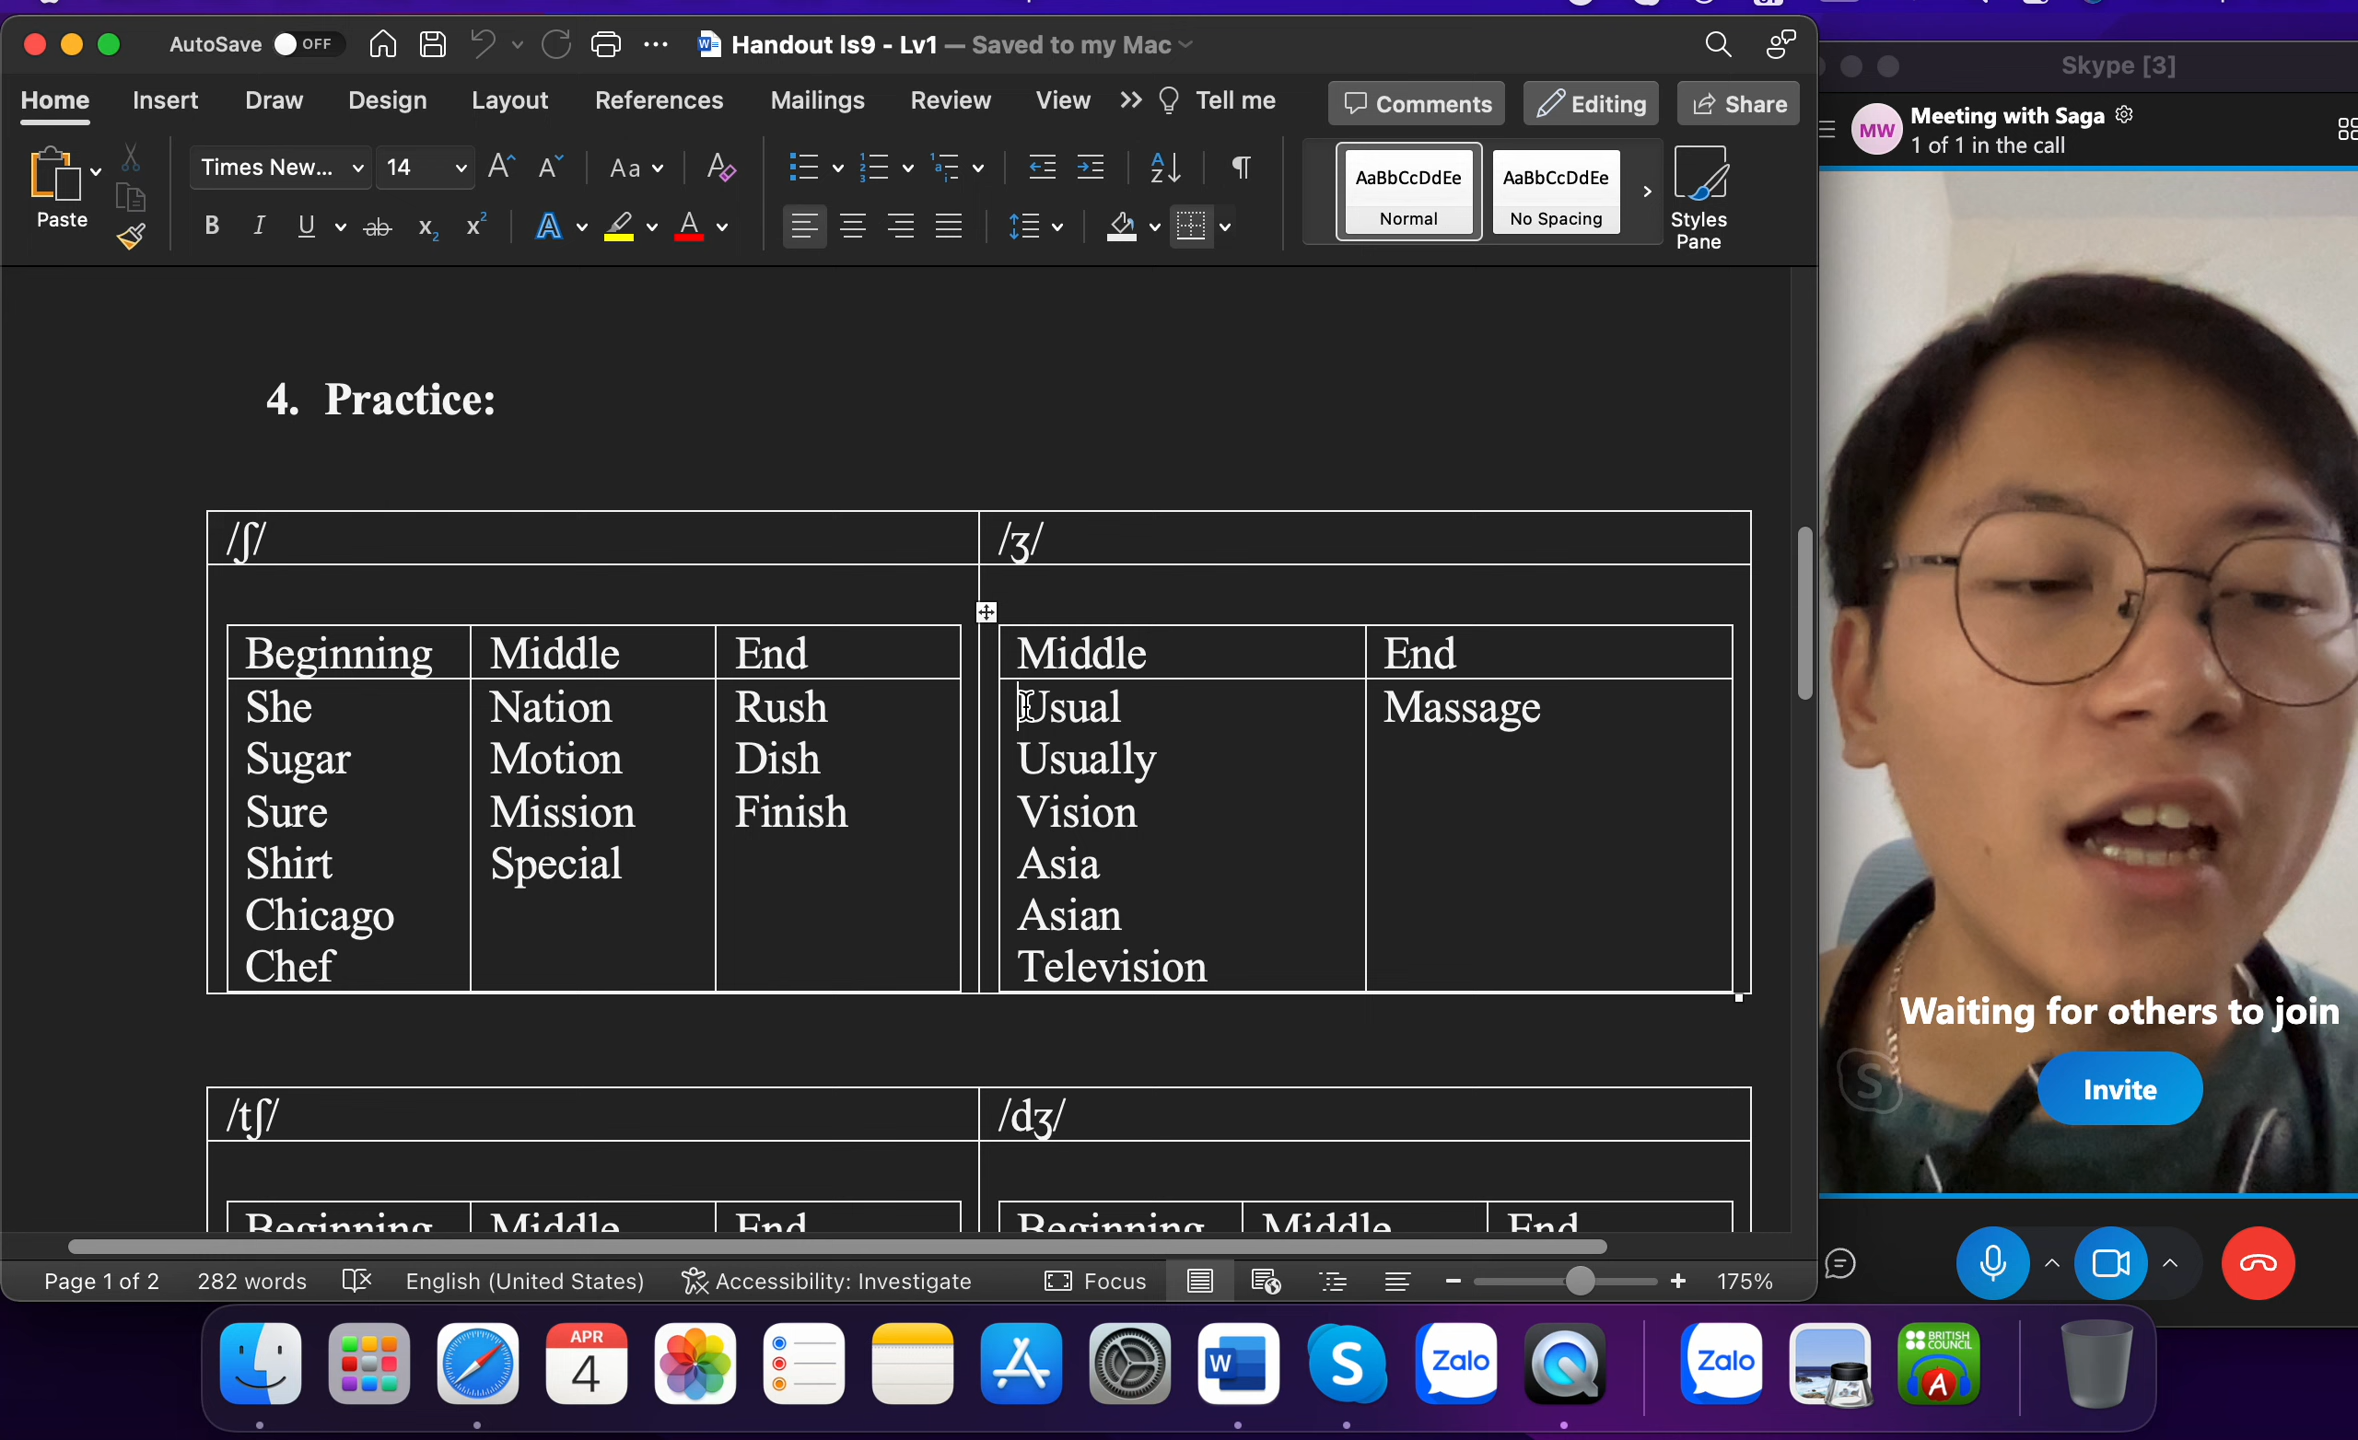 AutoSave OFF
Handout ls9 - Lv1 — Saved to my Mac
Home Insert Draw Design Layout References Mailings Review View Tell me Comments Editing Share
Paste
Times New... 14
AaBbCcDdEe
Normal
AaBbCcDdEe
No Spacing
Styles
Pane
Skype [3]
MW
Meeting with Saga
1 of 1 in the call
4. Practice:
/ʃ/ /ʒ/
Beginning Middle End
She Nation Rush
Sugar Motion Dish
Sure Mission Finish
Shirt Special
Chicago
Chef
Middle End
Usual Massage
Usually
Vision
Asia
Asian
Television
/tʃ/ /dʒ/
Beginning Middle End Beginning Middle End
Waiting for others to join
Invite
Page 1 of 2 282 words English (United States) Accessibility: Investigate Focus 175%
APR
4
W
S
Zalo
Zalo
BRITISH
COUNCIL
A